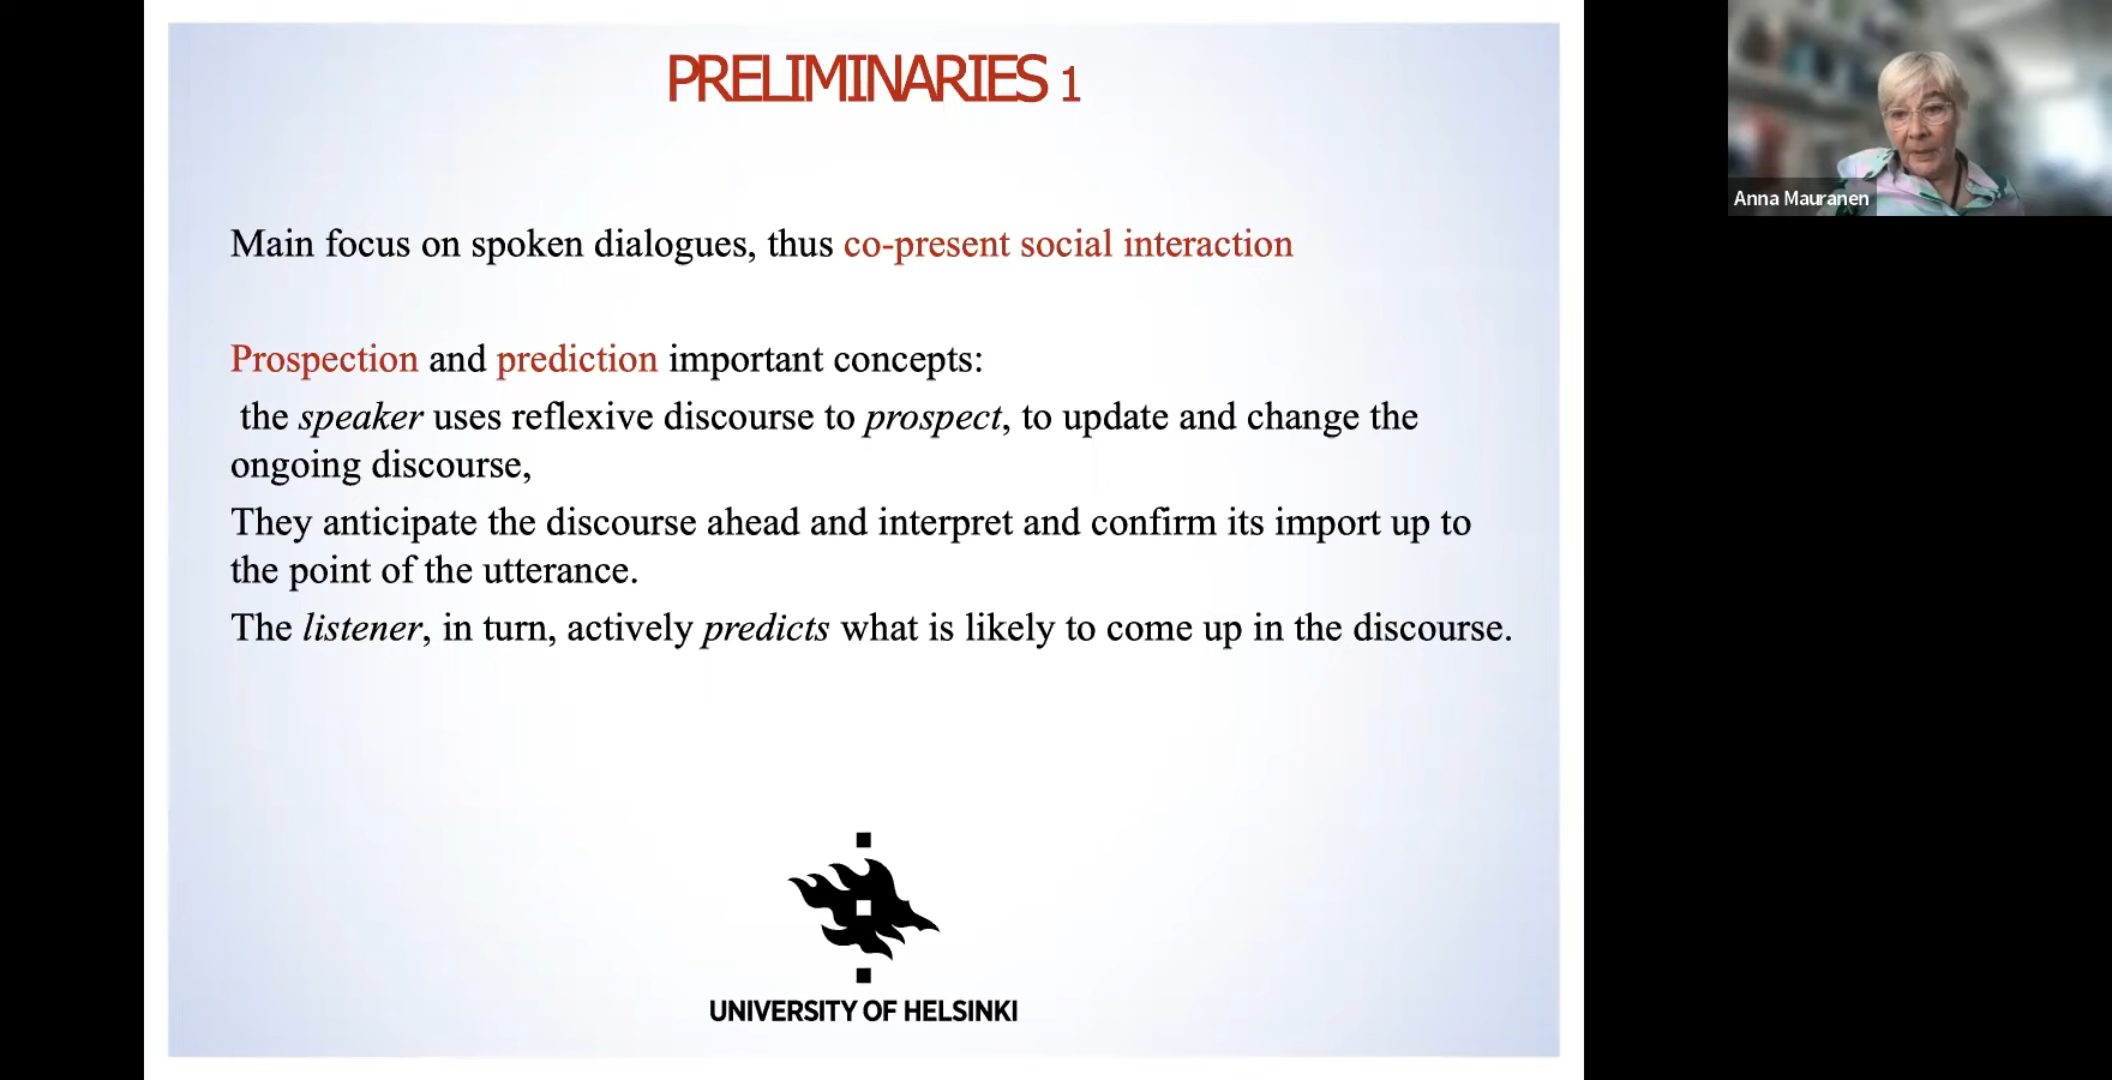 PRELIMINARIES 1
Main focus on spoken dialogues, thus co-present social interaction
Prospection and prediction important concepts:
the speaker uses reflexive discourse to prospect, to update and change the
ongoing discourse,
They anticipate the discourse ahead and interpret and confirm its import up to
the point of the utterance.
The listener, in turn, actively predicts what is likely to come up in the discourse.
UNIVERSITY OF HELSINKI
Anna Mauranen